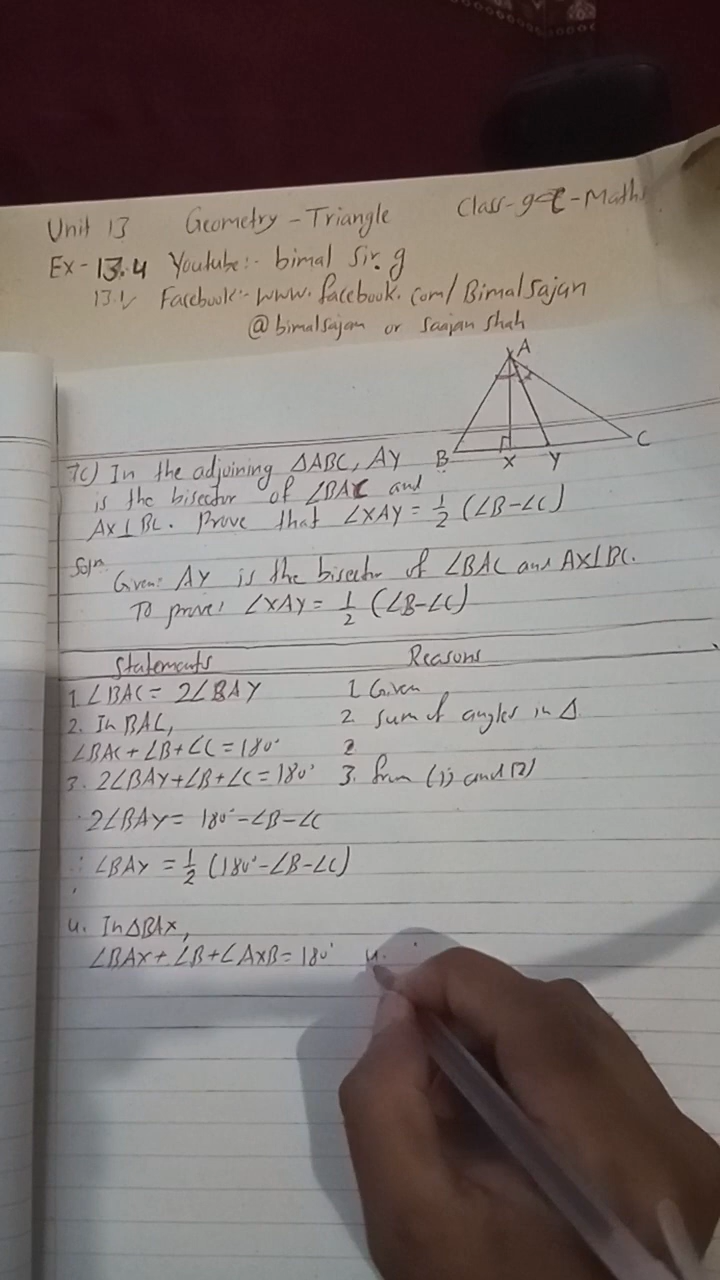 Unit 13 Geometry - Triangle Class-9 - Maths
Ex - 13.4 Youtube:- bimal sir.g
13.1 Facebook:- www.facebook.com/Bimalsajan
@bimalsajan or saajan shah
A
B X Y C
7c) In the adjoining ΔABC, AY
is the bisector of ∠BAC and
AX⊥BC. Prove that ∠XAY = 1/2 (∠B-∠C)
Soln
Given: AY is the bisector of ∠BAC and AX⊥BC.
To prove: ∠XAY = 1/2 (∠B-∠C)
Statements Reasons
1. ∠BAC = 2∠BAY 1. Given
2. In BAC, 2. sum of angles in Δ
∠BAC + ∠B + ∠C = 180° 2
3. 2∠BAY + ∠B + ∠C = 180° 3. from (1) and (2)
2∠BAY = 180° - ∠B - ∠C
∴ ∠BAY = 1/2 (180° - ∠B - ∠C)
4. In ΔBAX,
∠BAX + ∠B + ∠AXB = 180° 4.